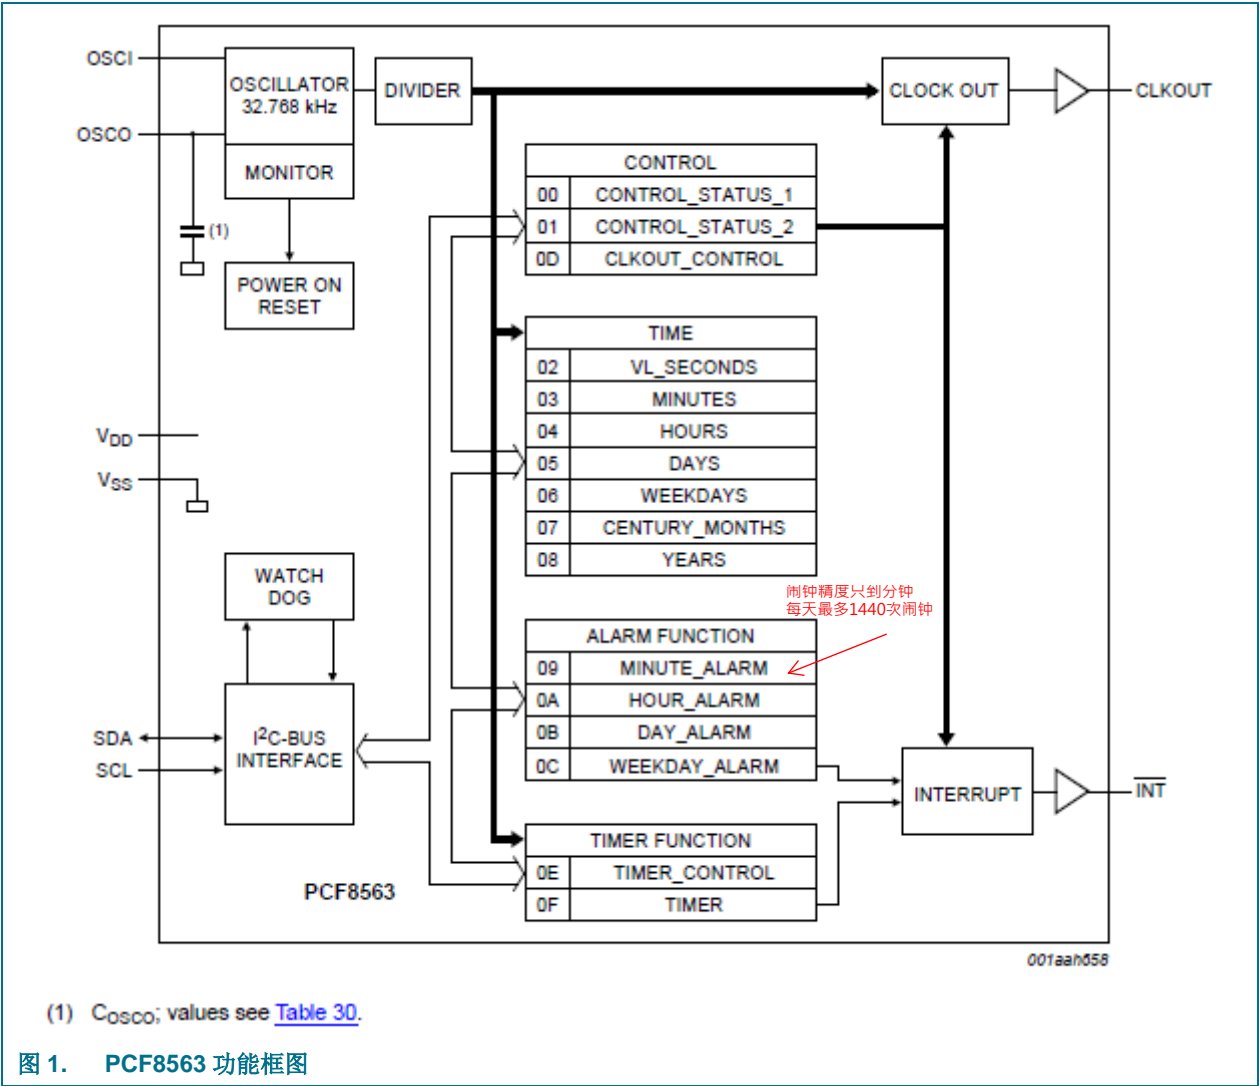 OSCI
OSCILLATOR
32.768 kHz
DIVIDER
CLOCK OUT
CLKOUT
OSCO
MONITOR
(1)
POWER ON
RESET
CONTROL
00 CONTROL_STATUS_1
01 CONTROL_STATUS_2
0D CLKOUT_CONTROL
TIME
02 VL_SECONDS
03 MINUTES
04 HOURS
05 DAYS
06 WEEKDAYS
07 CENTURY_MONTHS
08 YEARS
VDD
VSS
WATCH
DOG
闹钟精度只到分钟
每天最多1440次闹钟
ALARM FUNCTION
09 MINUTE_ALARM
0A HOUR_ALARM
0B DAY_ALARM
0C WEEKDAY_ALARM
SDA
SCL
I²C-BUS
INTERFACE
INTERRUPT
INT
TIMER FUNCTION
0E TIMER_CONTROL
0F TIMER
PCF8563
001aah658
(1) COSCO; values see Table 30.
图 1. PCF8563 功能框图